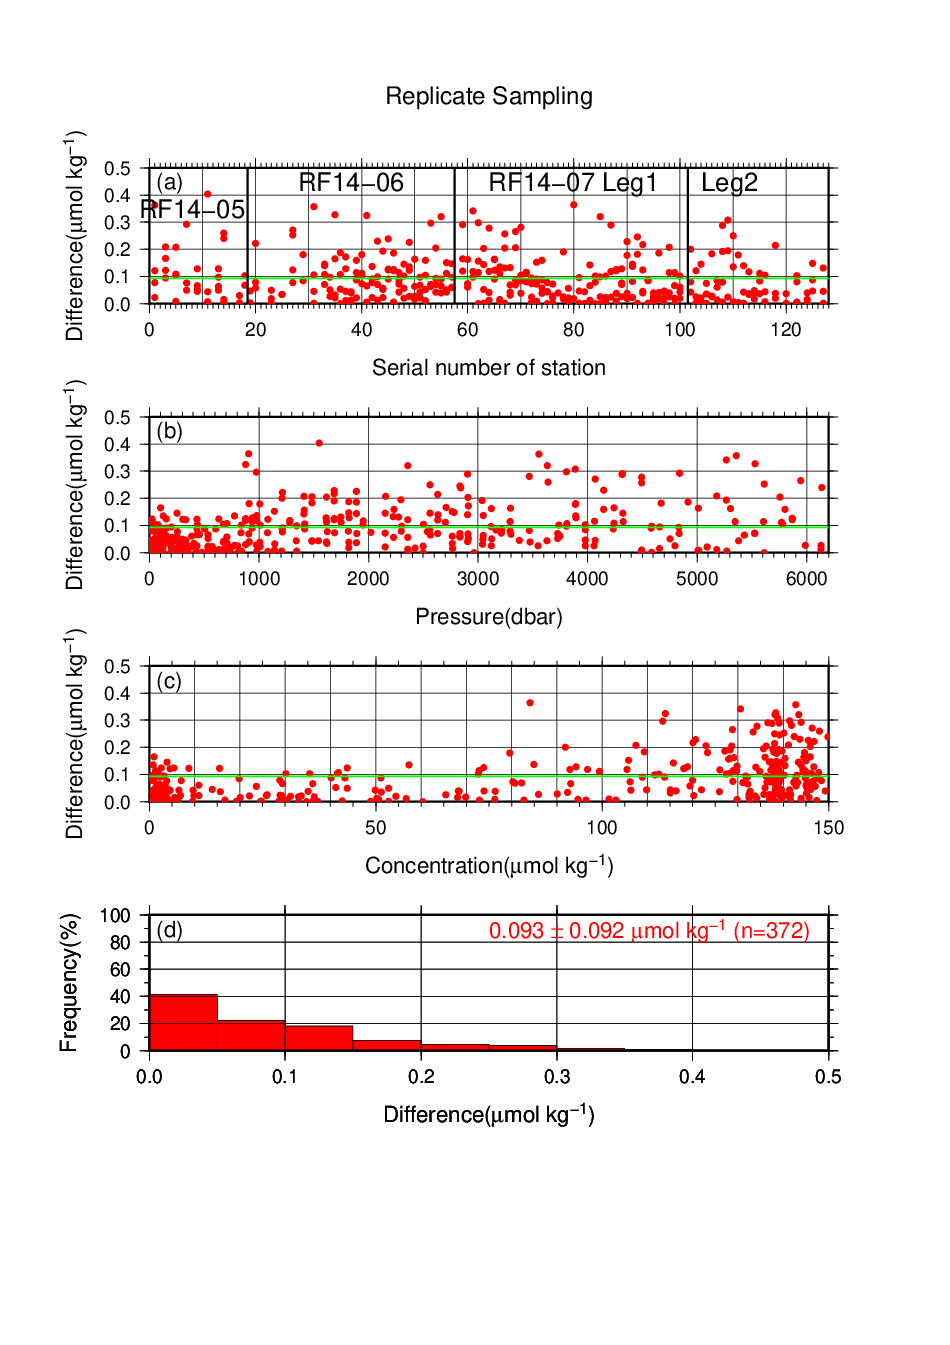 Replicate Sampling
Difference(μmol kg⁻¹)
0.5
0.4
0.3
0.2
0.1
0.0
(a)
RF14−05
RF14−06
RF14−07 Leg1
Leg2
0 20 40 60 80 100 120
Serial number of station
Difference(μmol kg⁻¹)
0.5
0.4
0.3
0.2
0.1
0.0
(b)
0 1000 2000 3000 4000 5000 6000
Pressure(dbar)
Difference(μmol kg⁻¹)
0.5
0.4
0.3
0.2
0.1
0.0
(c)
0 50 100 150
Concentration(μmol kg⁻¹)
Frequency(%)
100
80
60
40
20
0
(d)
0.093 ± 0.092 μmol kg⁻¹ (n=372)
0.0 0.1 0.2 0.3 0.4 0.5
Difference(μmol kg⁻¹)